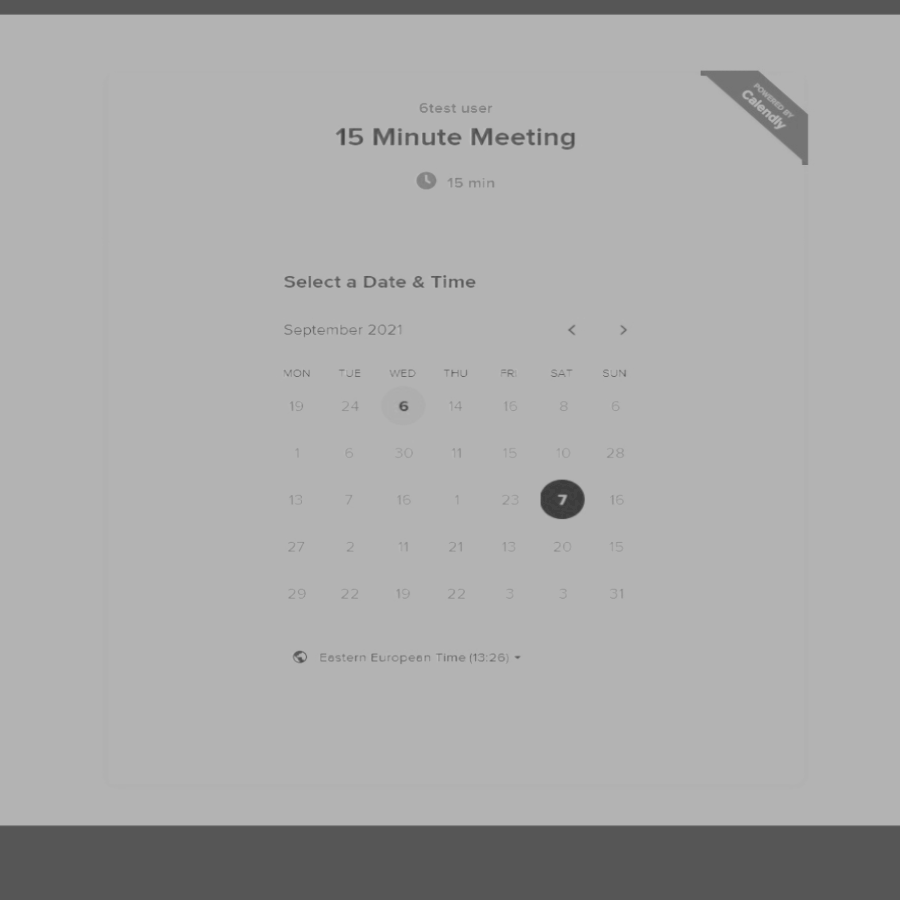 POWERED BY
Calendly
6test user
15 Minute Meeting
15 min
Select a Date & Time
September 2021
MON TUE WED THU FRI SAT SUN
19 24 6 14 16 8 6
1 6 30 11 15 10 28
13 7 16 1 23 7 16
27 2 11 21 13 20 15
29 22 19 22 3 3 31
Eastern European Time (13:26)